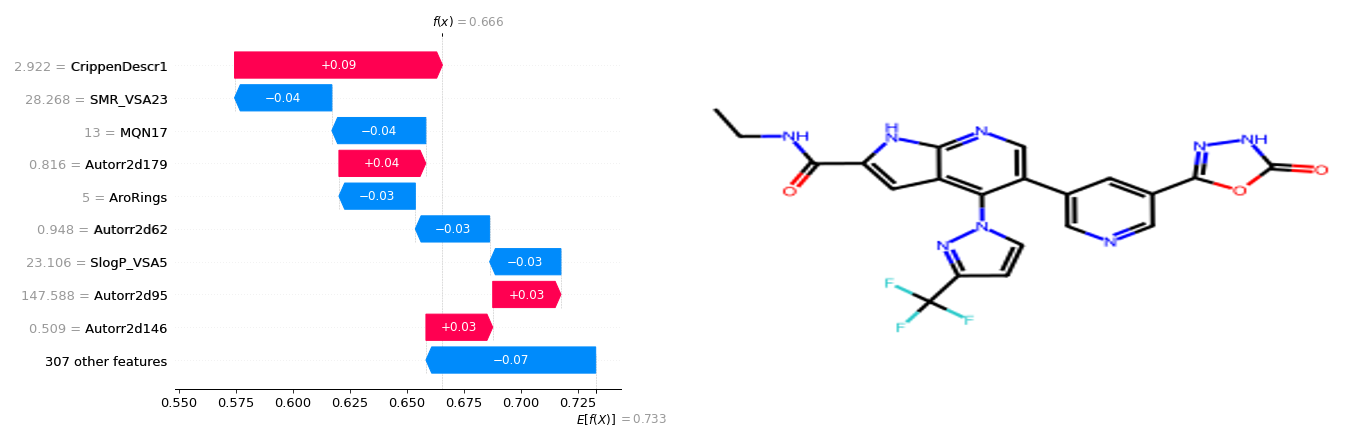 f(x) = 0.666
2.922 = CrippenDescr1
+0.09
28.268 = SMR_VSA23
−0.04
13 = MQN17
−0.04
0.816 = Autorr2d179
+0.04
5 = AroRings
−0.03
0.948 = Autorr2d62
−0.03
23.106 = SlogP_VSA5
−0.03
147.588 = Autorr2d95
+0.03
0.509 = Autorr2d146
+0.03
307 other features
−0.07
0.550 0.575 0.600 0.625 0.650 0.675 0.700 0.725
E[f(X)] = 0.733
NH
O
H
N
N
N
N
N
N
NH
O
O
F
F
F